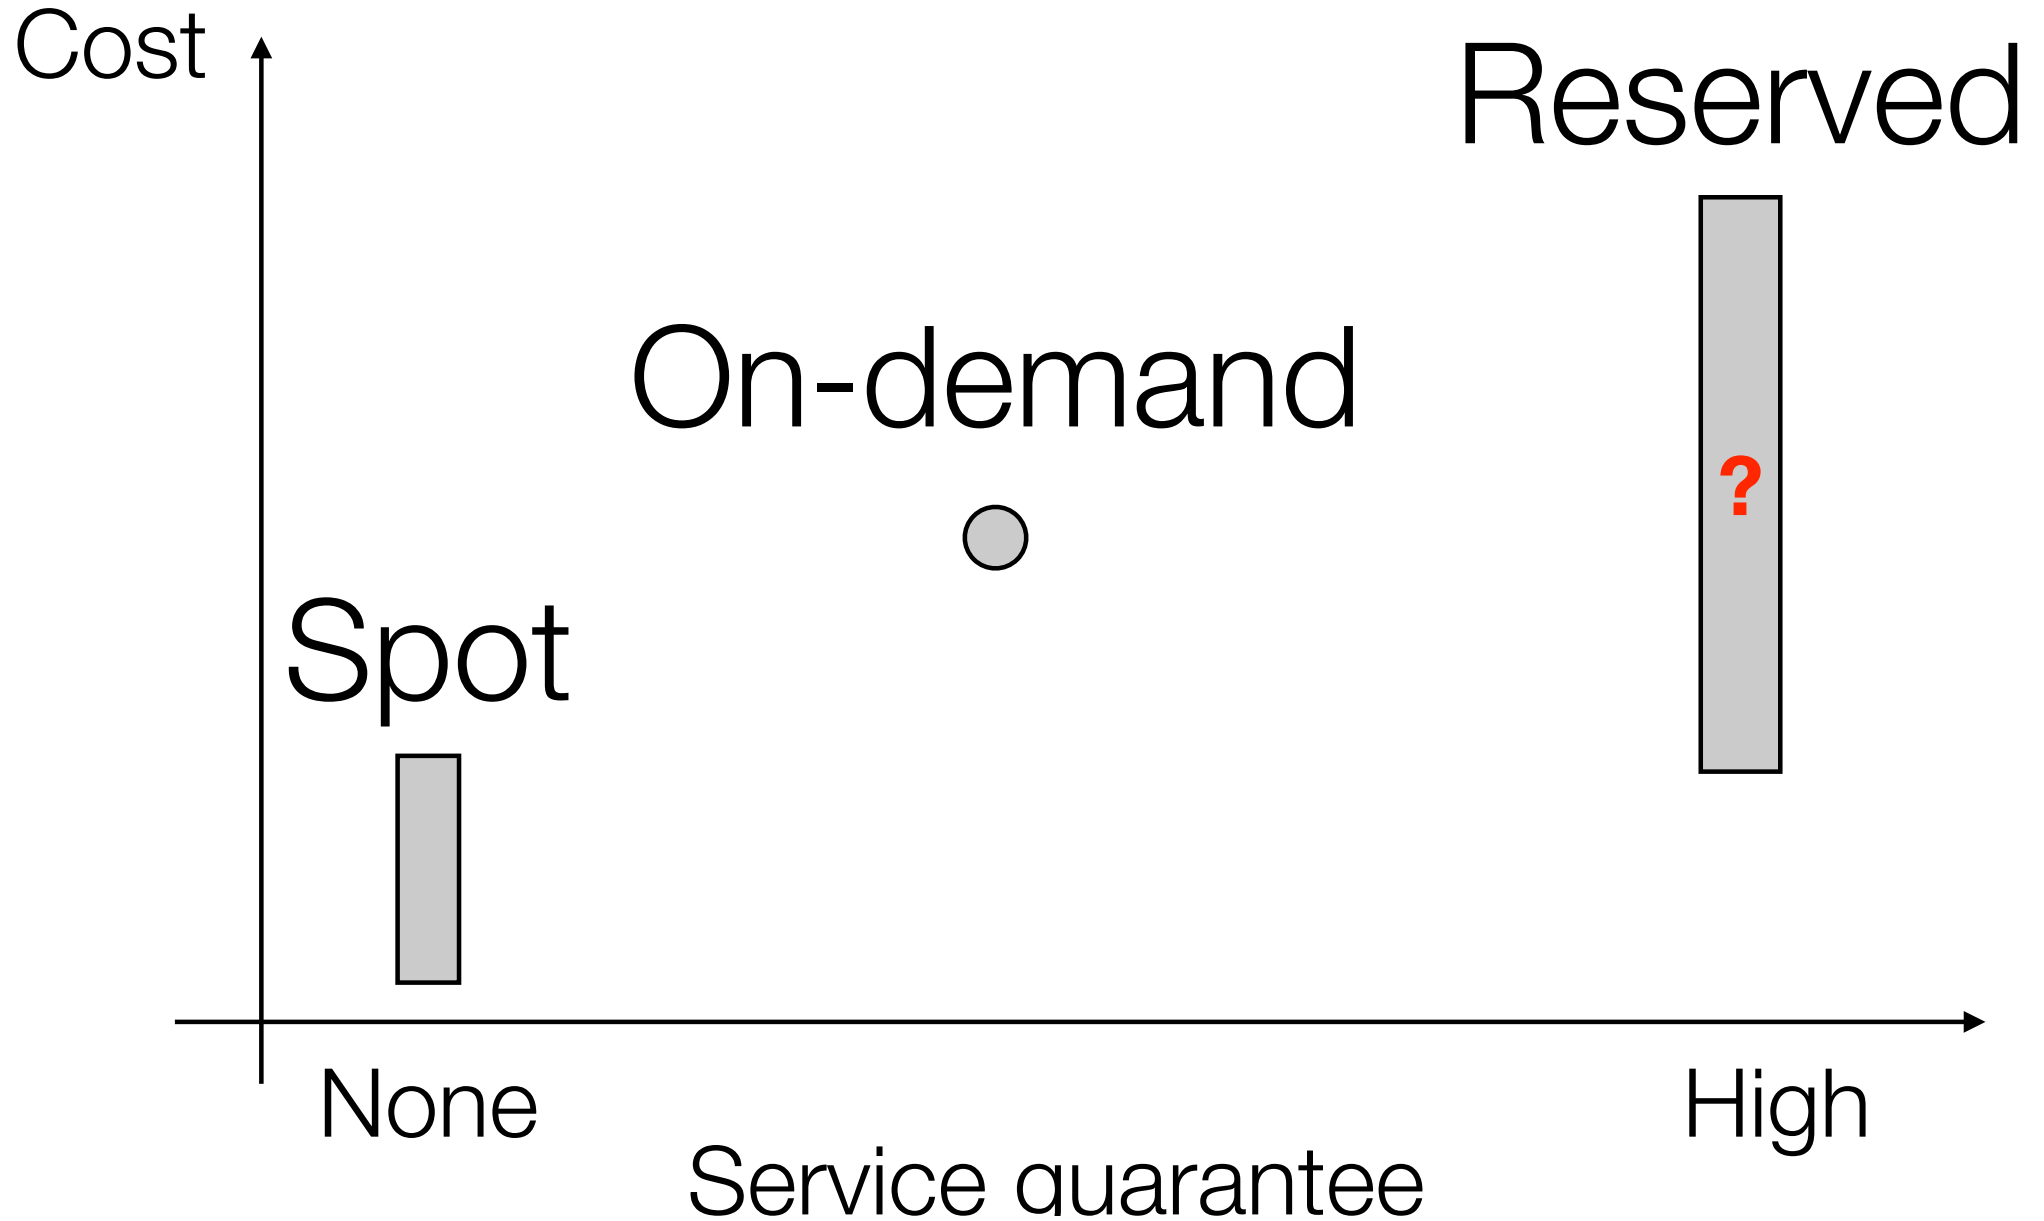 Cost
Reserved
On-demand
?
Spot
None
High
Service guarantee